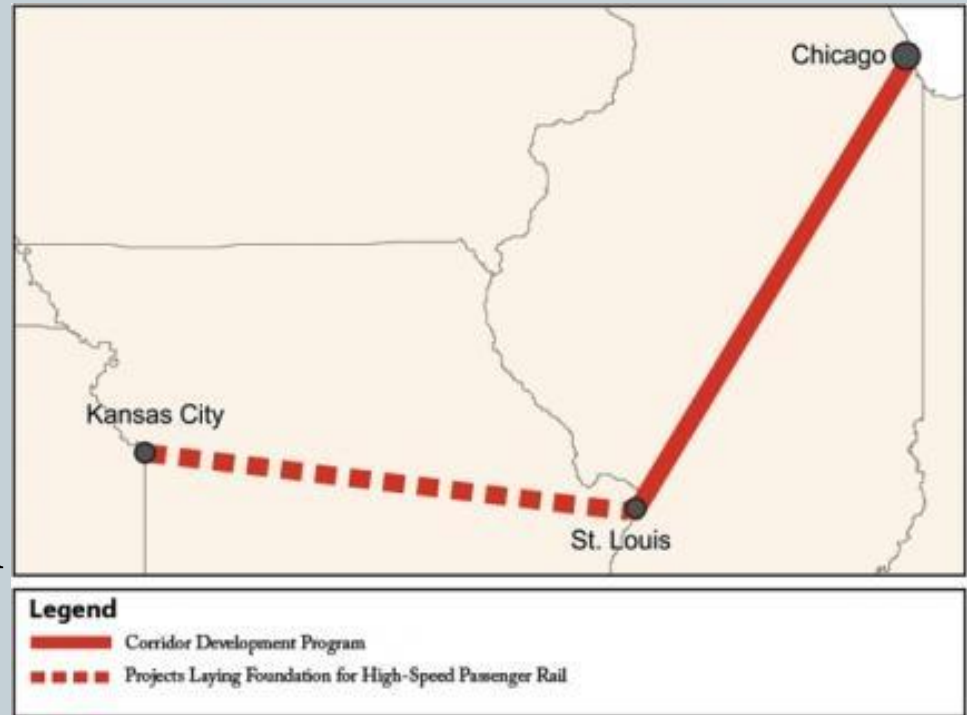 Chicago
Kansas City
St. Louis
Legend
Corridor Development Program
Projects Laying Foundation for High-Speed Passenger Rail